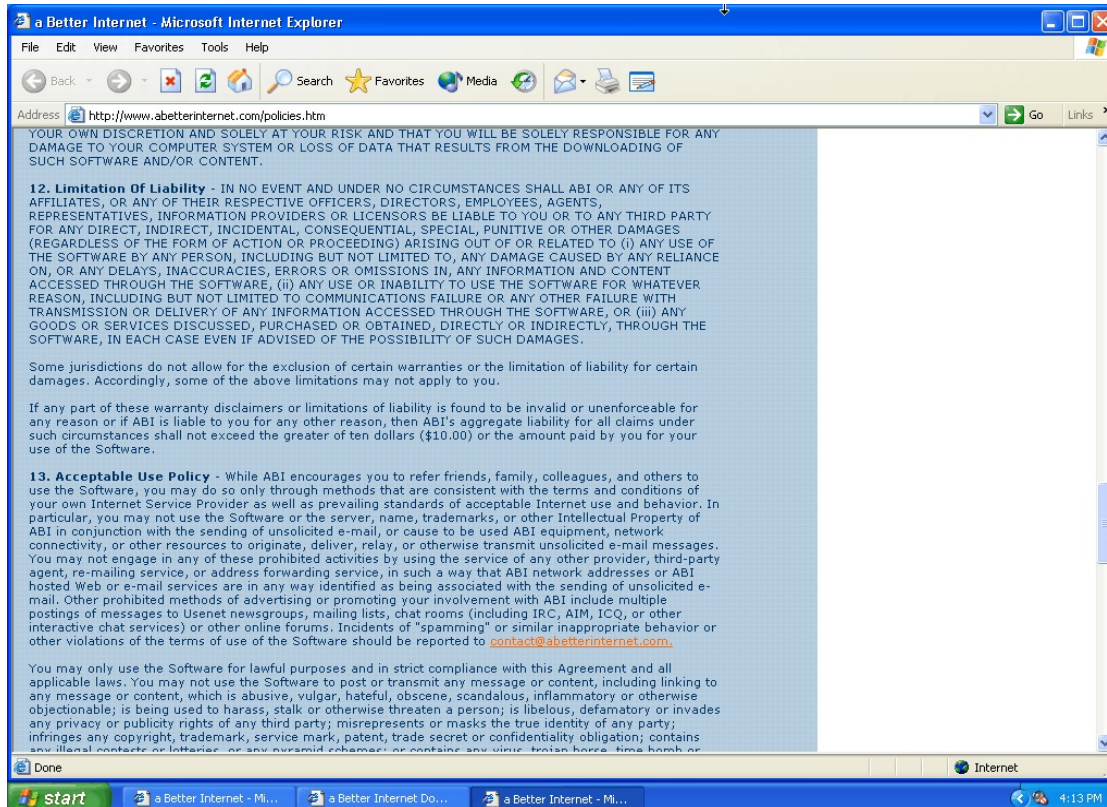 a Better Internet - Microsoft Internet Explorer
File Edit View Favorites Tools Help
Back Search Favorites Media
Address http://www.abetterinternet.com/policies.htm Go Links
YOUR OWN DISCRETION AND SOLELY AT YOUR RISK AND THAT YOU WILL BE SOLELY RESPONSIBLE FOR ANY
DAMAGE TO YOUR COMPUTER SYSTEM OR LOSS OF DATA THAT RESULTS FROM THE DOWNLOADING OF
SUCH SOFTWARE AND/OR CONTENT.
12. Limitation Of Liability - IN NO EVENT AND UNDER NO CIRCUMSTANCES SHALL ABI OR ANY OF ITS
AFFILIATES, OR ANY OF THEIR RESPECTIVE OFFICERS, DIRECTORS, EMPLOYEES, AGENTS,
REPRESENTATIVES, INFORMATION PROVIDERS OR LICENSORS BE LIABLE TO YOU OR TO ANY THIRD PARTY
FOR ANY DIRECT, INDIRECT, INCIDENTAL, CONSEQUENTIAL, SPECIAL, PUNITIVE OR OTHER DAMAGES
(REGARDLESS OF THE FORM OF ACTION OR PROCEEDING) ARISING OUT OF OR RELATED TO (i) ANY USE OF
THE SOFTWARE BY ANY PERSON, INCLUDING BUT NOT LIMITED TO, ANY DAMAGE CAUSED BY ANY RELIANCE
ON, OR ANY DELAYS, INACCURACIES, ERRORS OR OMISSIONS IN, ANY INFORMATION AND CONTENT
ACCESSED THROUGH THE SOFTWARE, (ii) ANY USE OR INABILITY TO USE THE SOFTWARE FOR WHATEVER
REASON, INCLUDING BUT NOT LIMITED TO COMMUNICATIONS FAILURE OR ANY OTHER FAILURE WITH
TRANSMISSION OR DELIVERY OF ANY INFORMATION ACCESSED THROUGH THE SOFTWARE, OR (iii) ANY
GOODS OR SERVICES DISCUSSED, PURCHASED OR OBTAINED, DIRECTLY OR INDIRECTLY, THROUGH THE
SOFTWARE, IN EACH CASE EVEN IF ADVISED OF THE POSSIBILITY OF SUCH DAMAGES.
Some jurisdictions do not allow for the exclusion of certain warranties or the limitation of liability for certain
damages. Accordingly, some of the above limitations may not apply to you.
If any part of these warranty disclaimers or limitations of liability is found to be invalid or unenforceable for
any reason or if ABI is liable to you for any other reason, then ABI's aggregate liability for all claims under
such circumstances shall not exceed the greater of ten dollars ($10.00) or the amount paid by you for your
use of the Software.
13. Acceptable Use Policy - While ABI encourages you to refer friends, family, colleagues, and others to
use the Software, you may do so only through methods that are consistent with the terms and conditions of
your own Internet Service Provider as well as prevailing standards of acceptable Internet use and behavior. In
particular, you may not use the Software or the server, name, trademarks, or other Intellectual Property of
ABI in conjunction with the sending of unsolicited e-mail, or cause to be used ABI equipment, network
connectivity, or other resources to originate, deliver, relay, or otherwise transmit unsolicited e-mail messages.
You may not engage in any of these prohibited activities by using the service of any other provider, third-party
agent, re-mailing service, or address forwarding service, in such a way that ABI network addresses or ABI
hosted Web or e-mail services are in any way identified as being associated with the sending of unsolicited e-
mail. Other prohibited methods of advertising or promoting your involvement with ABI include multiple
postings of messages to Usenet newsgroups, mailing lists, chat rooms (including IRC, AIM, ICQ, or other
interactive chat services) or other online forums. Incidents of "spamming" or similar inappropriate behavior or
other violations of the terms of use of the Software should be reported to contact@abetterinternet.com.
You may only use the Software for lawful purposes and in strict compliance with this Agreement and all
applicable laws. You may not use the Software to post or transmit any message or content, including linking to
any message or content, which is abusive, vulgar, hateful, obscene, scandalous, inflammatory or otherwise
objectionable; is being used to harass, stalk or otherwise threaten a person; is libelous, defamatory or invades
any privacy or publicity rights of any third party; misrepresents or masks the true identity of any party;
infringes any copyright, trademark, service mark, patent, trade secret or confidentiality obligation; contains
any illegal contests or lotteries, or any pyramid schemes; or contains any virus, trojan horse, time bomb or
Done Internet
start a Better Internet - Mi... a Better Internet Do... a Better Internet - Mi... 4:13 PM